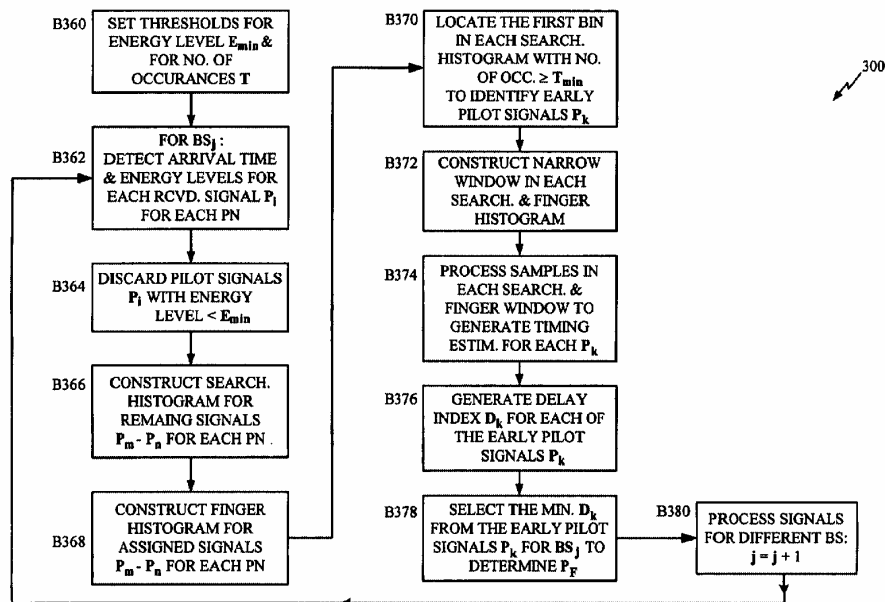 B360
SET THRESHOLDS FOR
ENERGY LEVEL Emin &
FOR NO. OF
OCCURANCES T
B362
FOR BSj :
DETECT ARRIVAL TIME
& ENERGY LEVELS FOR
EACH RCVD. SIGNAL Pi
FOR EACH PN
B364
DISCARD PILOT SIGNALS
Pi WITH ENERGY
LEVEL < Emin
B366
CONSTRUCT SEARCH.
HISTOGRAM FOR
REMAING SIGNALS
Pm - Pn FOR EACH PN .
B368
CONSTRUCT FINGER
HISTOGRAM FOR
ASSIGNED SIGNALS
Pm - Pn FOR EACH PN
B370
LOCATE THE FIRST BIN
IN EACH SEARCH.
HISTOGRAM WITH NO.
OF OCC. ≥ Tmin
TO IDENTIFY EARLY
PILOT SIGNALS Pk
B372
CONSTRUCT NARROW
WINDOW IN EACH
SEARCH. & FINGER
HISTOGRAM
B374
PROCESS SAMPLES IN
EACH SEARCH. &
FINGER WINDOW TO
GENERATE TIMING
ESTIM. FOR EACH Pk
B376
GENERATE DELAY
INDEX Dk FOR EACH OF
THE EARLY PILOT
SIGNALS Pk
B378
SELECT THE MIN. Dk
FROM THE EARLY PILOT
SIGNALS Pk FOR BSj TO
DETERMINE PF
B380
PROCESS SIGNALS
FOR DIFFERENT BS:
j = j + 1
300